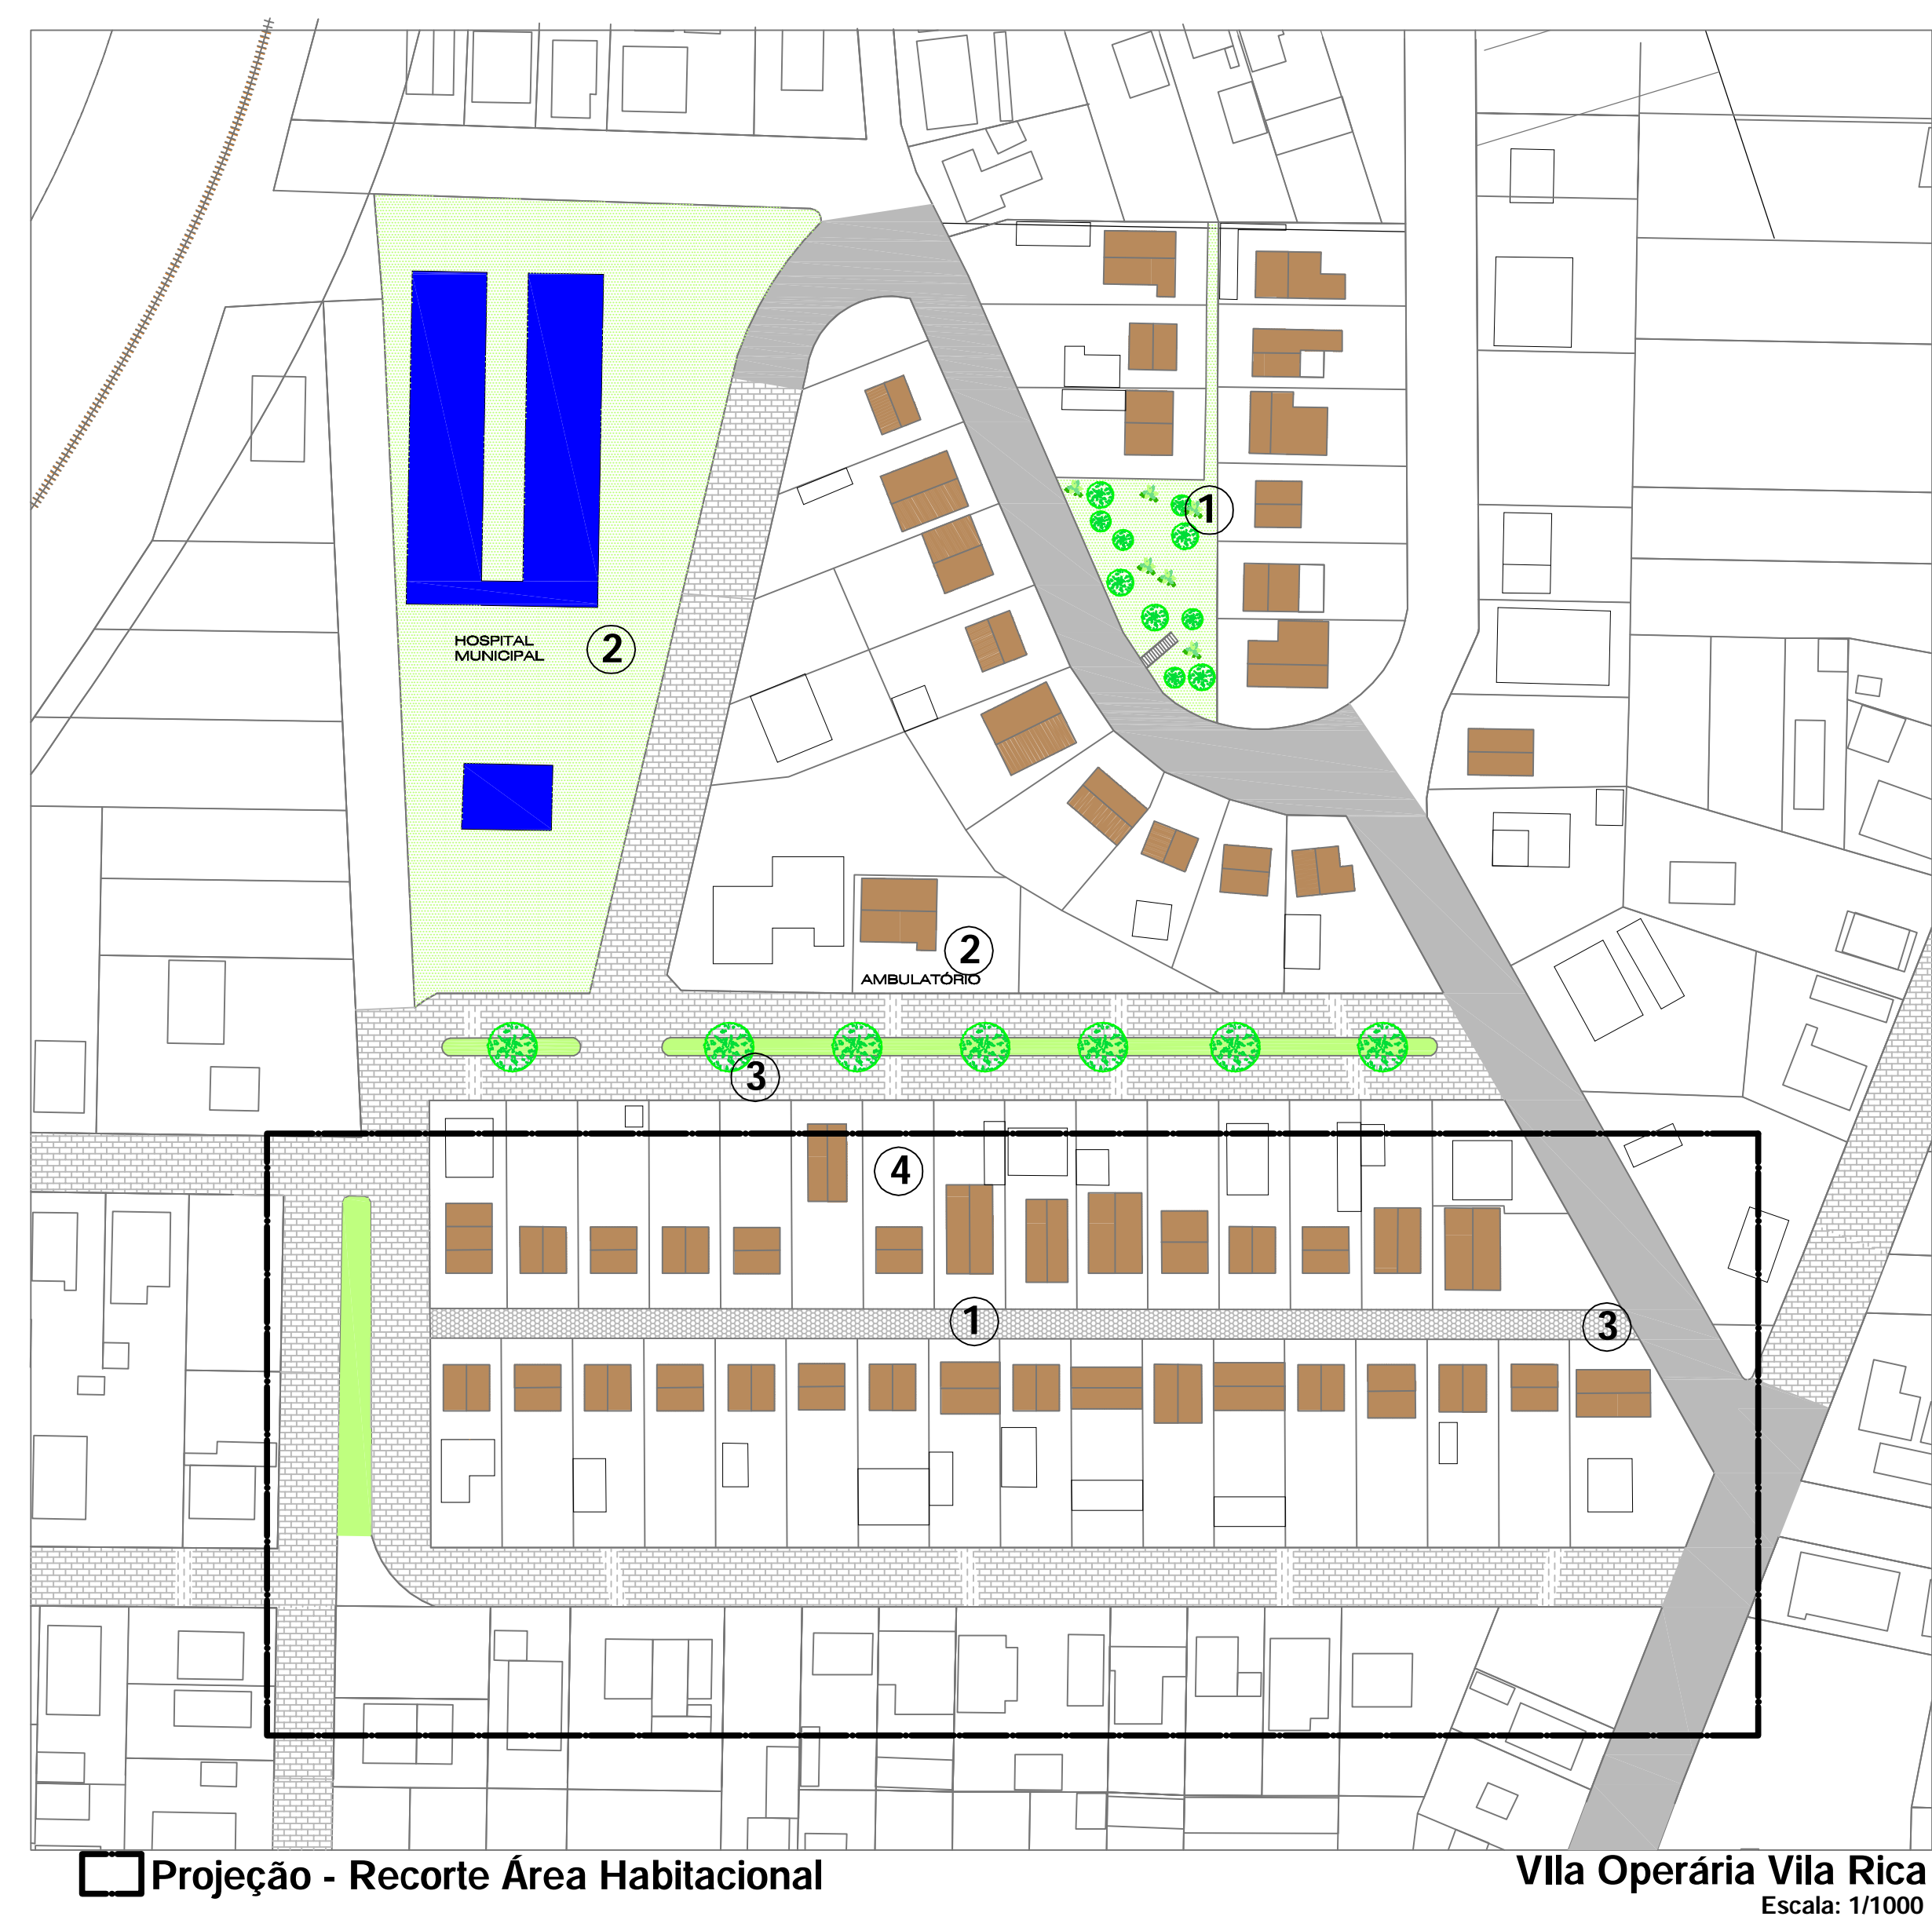 1
HOSPITAL
MUNICIPAL
2
2
AMBULATÓRIO
3
4
1
3
Projeção - Recorte Área Habitacional
VIla Operária Vila Rica
Escala: 1/1000